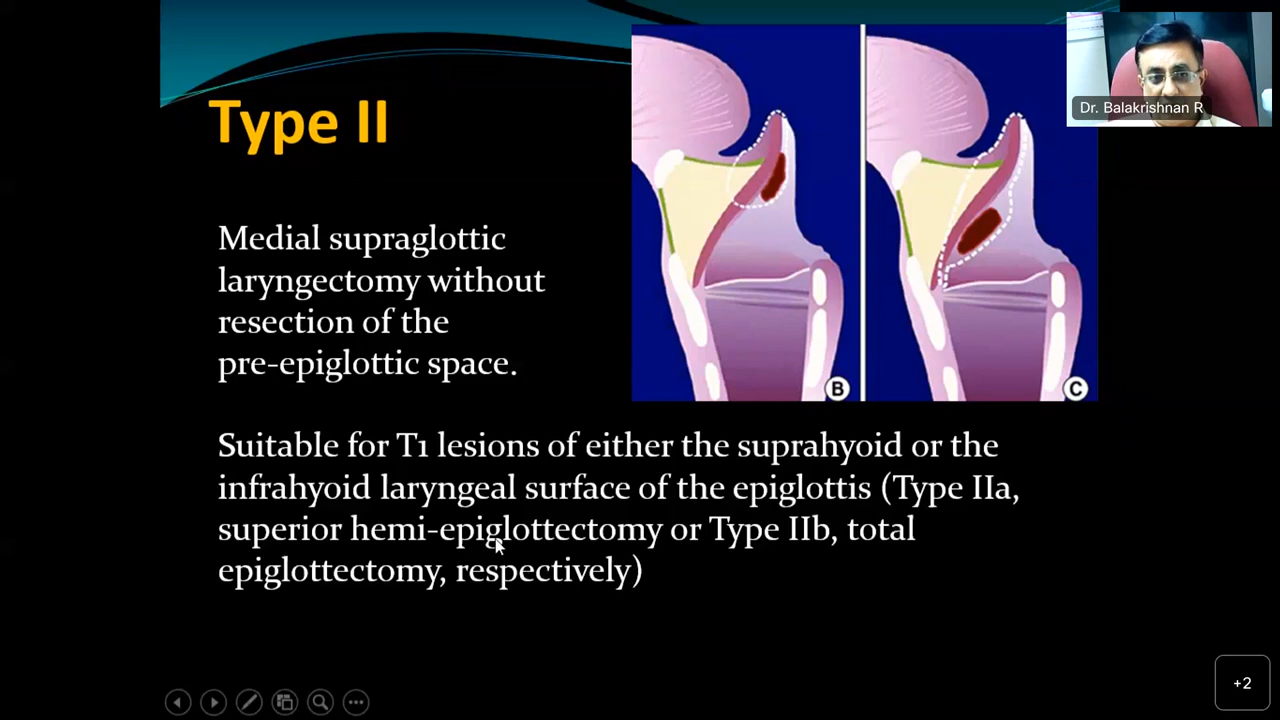 Type II
Dr. Balakrishnan R
Medial supraglottic
laryngectomy without
resection of the
pre-epiglottic space.
B
C
Suitable for T1 lesions of either the suprahyoid or the
infrahyoid laryngeal surface of the epiglottis (Type IIa,
superior hemi-epiglottectomy or Type IIb, total
epiglottectomy, respectively)
+2